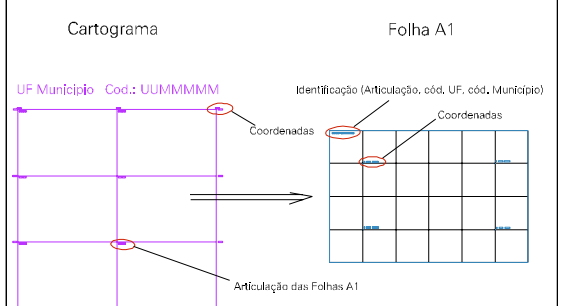 Cartograma
Folha A1
UF Município Cod.: UUMMMMM
Identificação (Articulação, cód. UF, cód. Município)
Coordenadas
Coordenadas
Articulação das Folhas A1